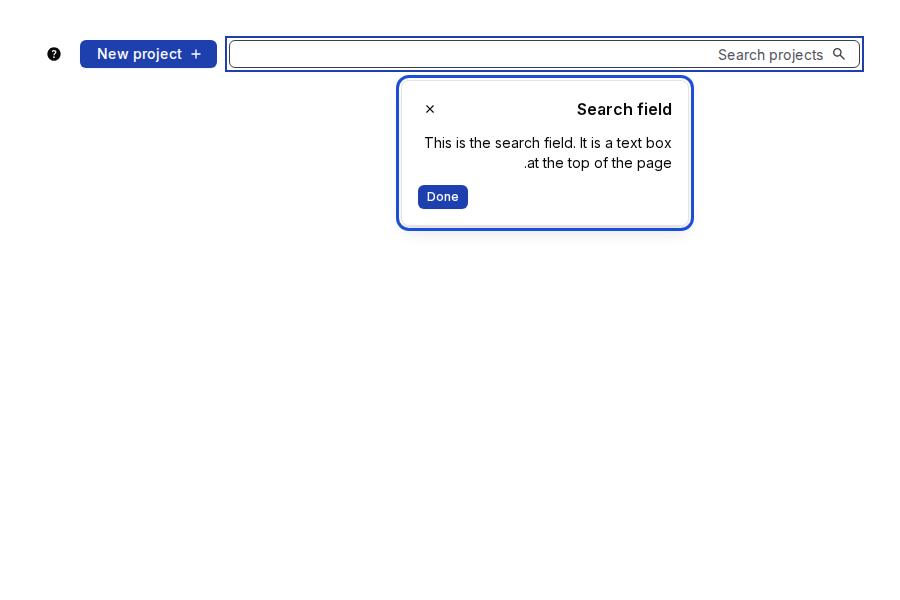 Search projects
New project
Search field
This is the search field. It is a text box
at the top of the page.
Done